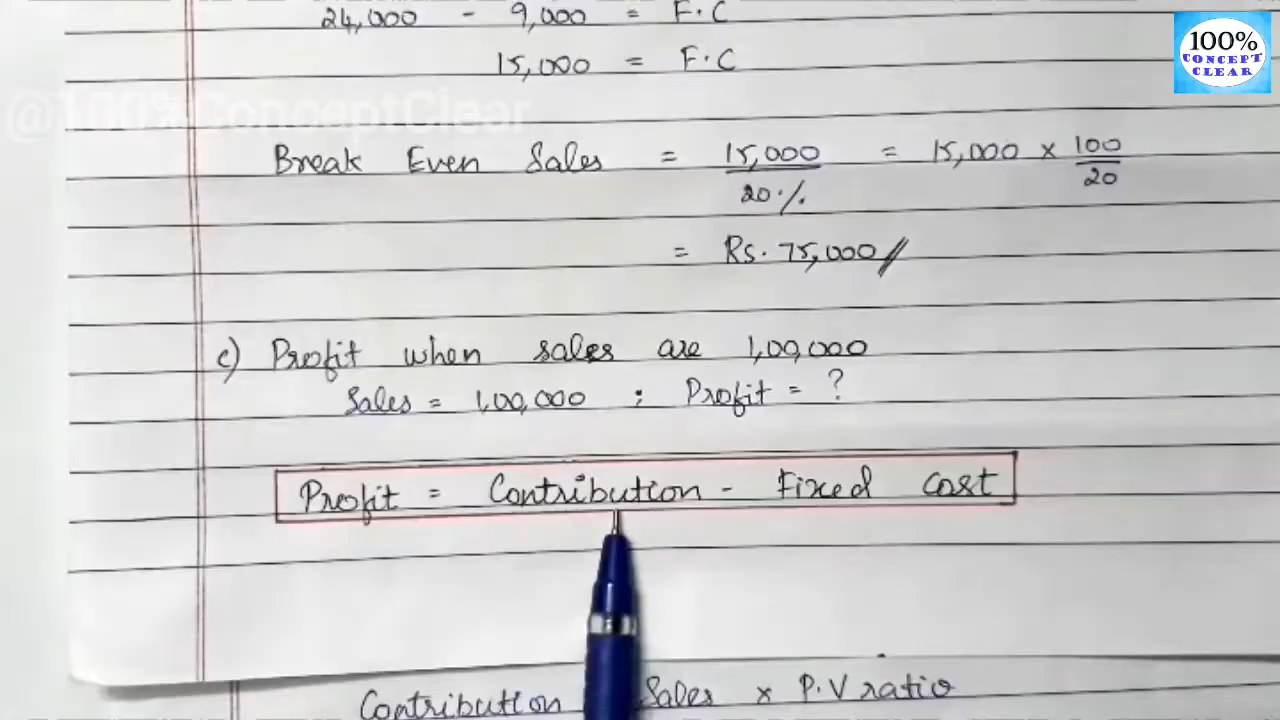 24,000 - 9,000 = F.C
15,000 = F.C
100%
CONCEPT
CLEAR
@100%ConceptClear
Break Even Sales = 15,000 / 20% = 15,000 × 100 / 20
= Rs. 75,000//
c) Profit when sales are 1,00,000
Sales = 1,00,000 ; Profit = ?
Profit = Contribution - Fixed cost
Contribution Sales × P.V ratio